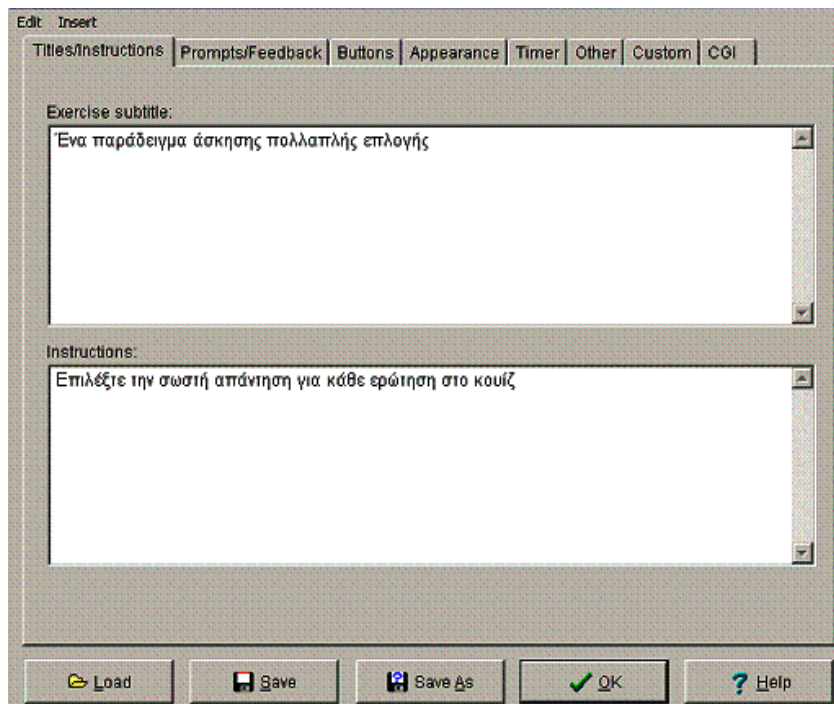 Edit Insert
Titles/Instructions Prompts/Feedback Buttons Appearance Timer Other Custom CGI
Exercise subtitle:
Ένα παράδειγμα άσκησης πολλαπλής επλογής
Instructions:
Επιλέξτε την σωστή απάντηση για κάθε ερώτηση στο κουίζ
Load Save Save As OK Help